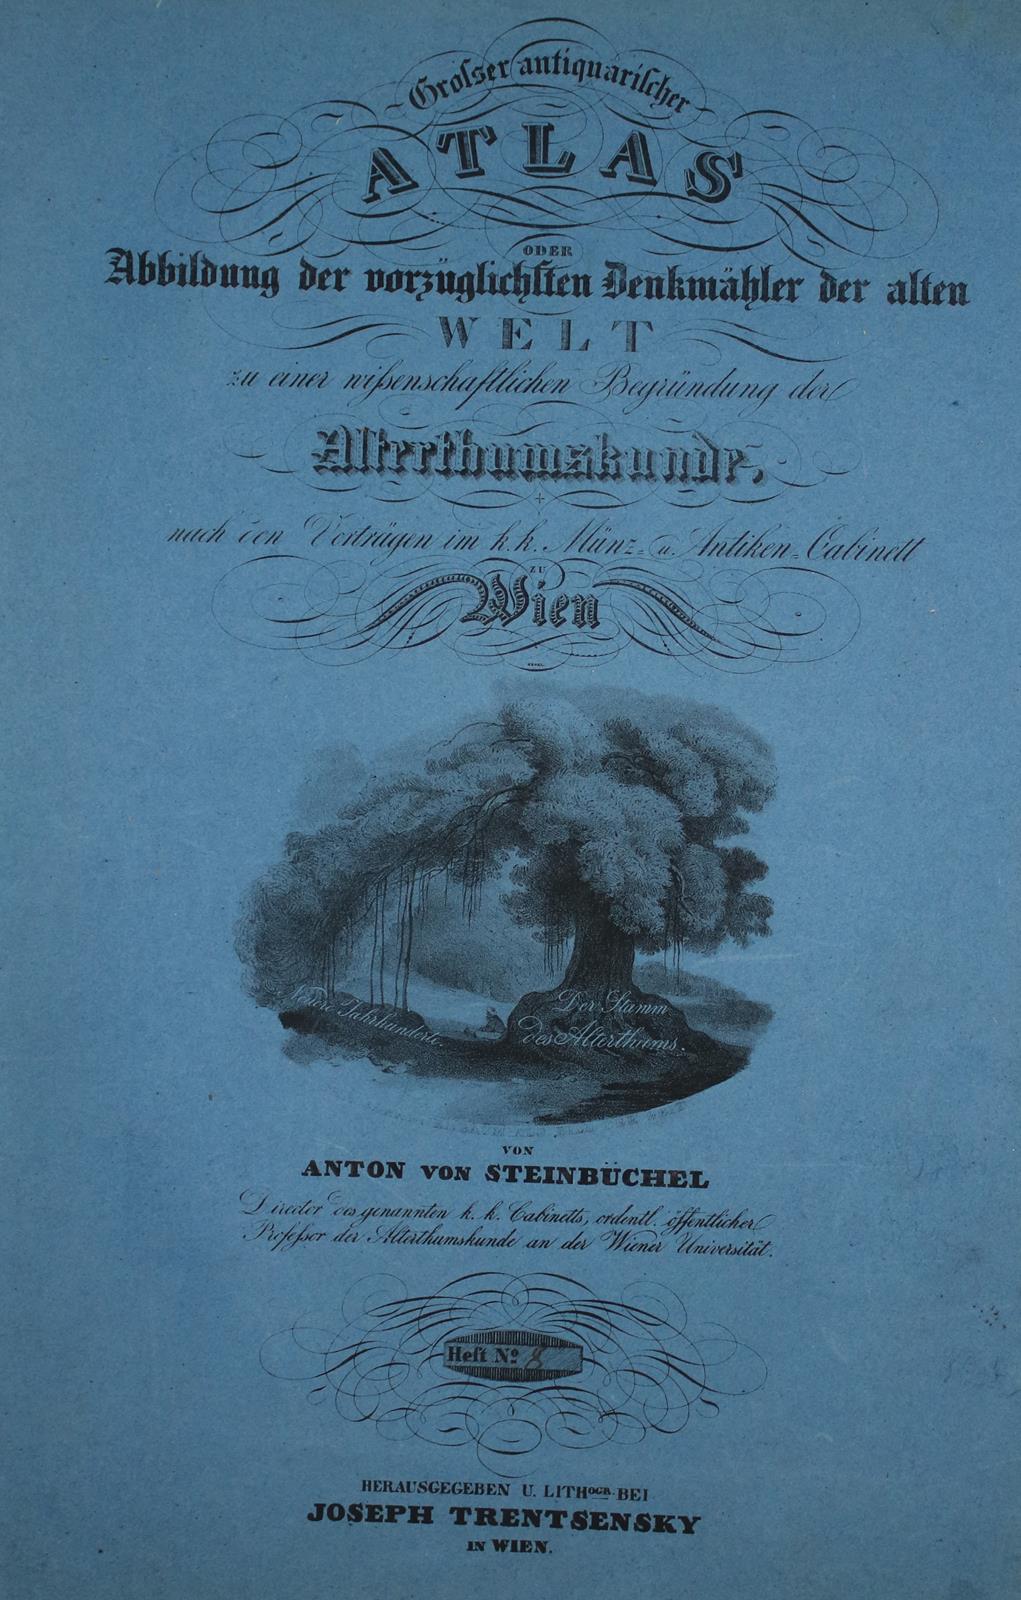 Groſser antiquariſcher
ATLAS
ODER
Abbildung der vorzüglichſten Denkmähler der alten
WELT
zu einer wiſsenschaftlichen Begründung der
Alterthumskunde,
nach den Vorträgen im k. k. Münz- u. Antiken-Cabinett
ZU
Wien
Neuere Jahrhunderte.
Der Stamm
des Alterthums.
VON
ANTON VON STEINBÜCHEL
Director des genannten k. k. Cabinetts, ordentl. öffentlicher
Profeſsor der Alterthumskunde an der Wiener Universität.
Heft No 8
HERAUSGEGEBEN U. LITHOGR. BEI
JOSEPH TRENTSENSKY
IN WIEN.